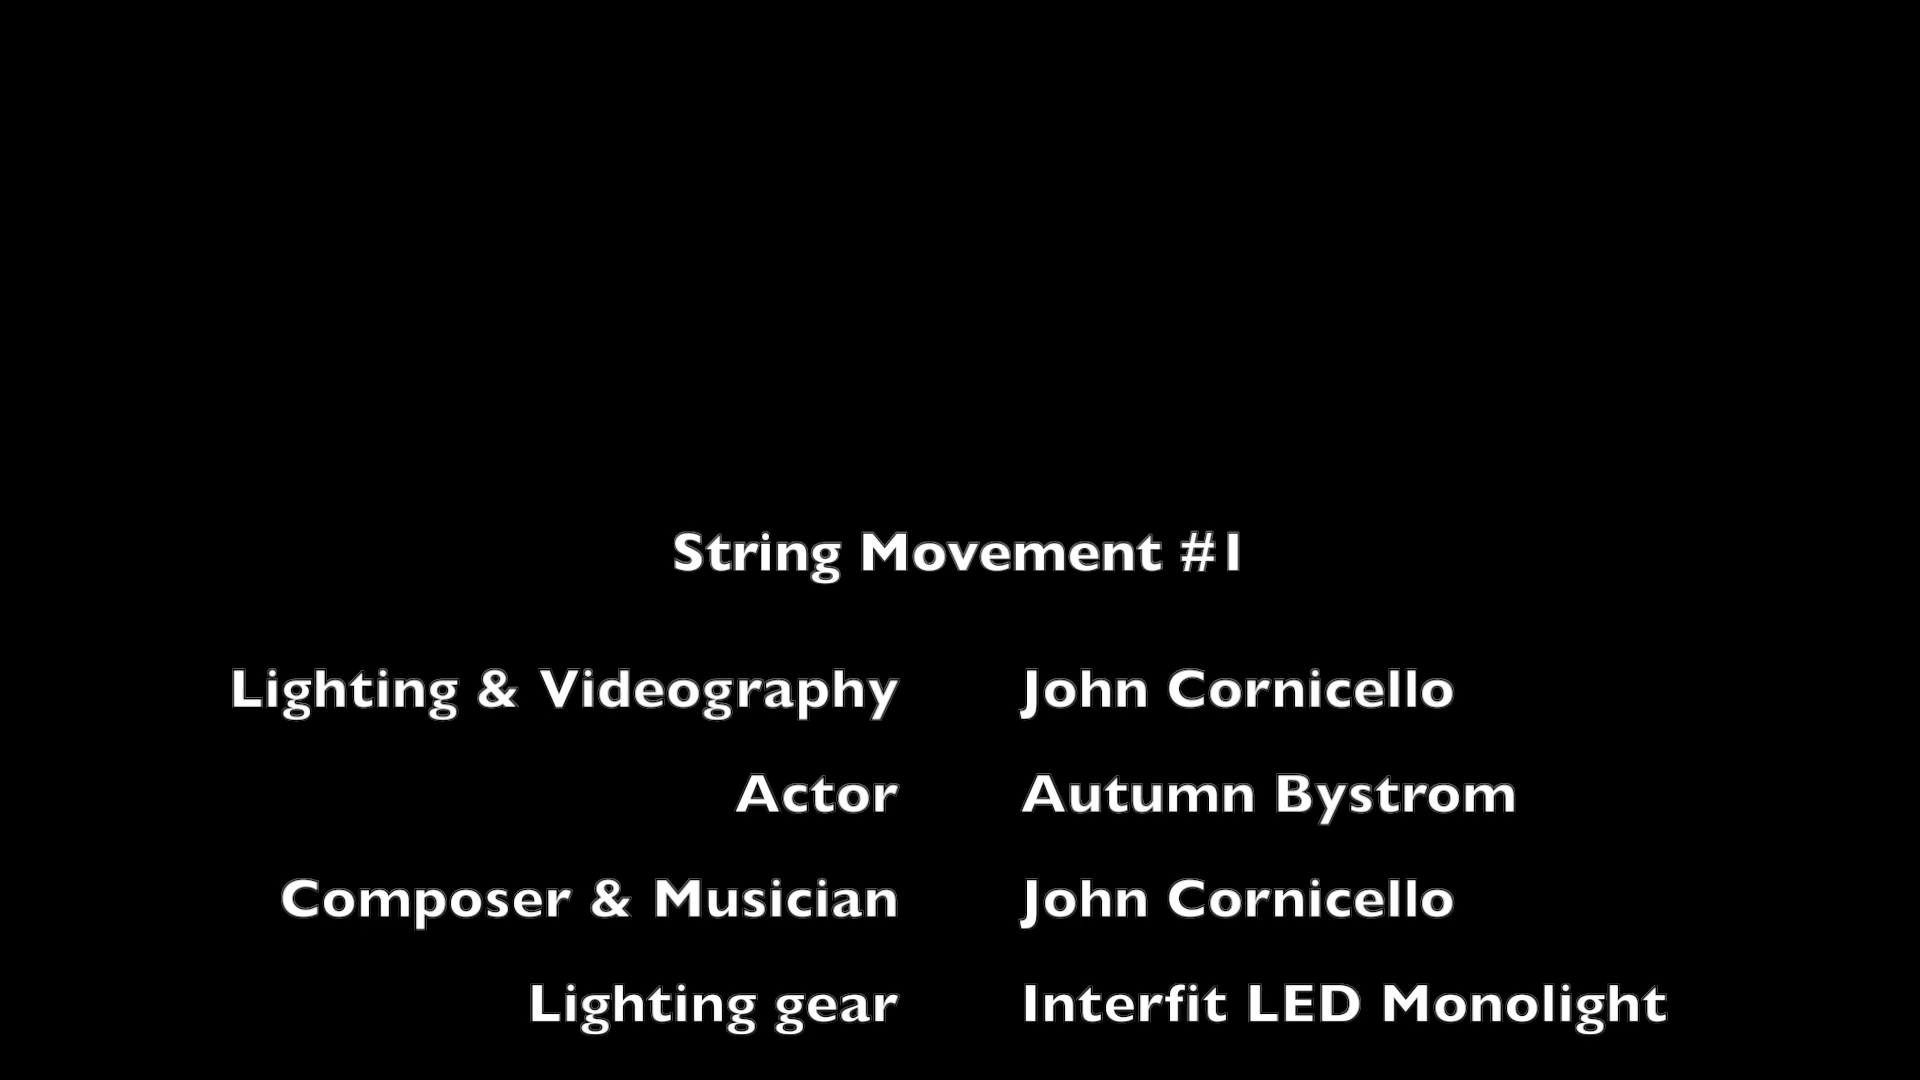 String Movement #1
Lighting & Videography John Cornicello
Actor Autumn Bystrom
Composer & Musician John Cornicello
Lighting gear Interfit LED Monolight